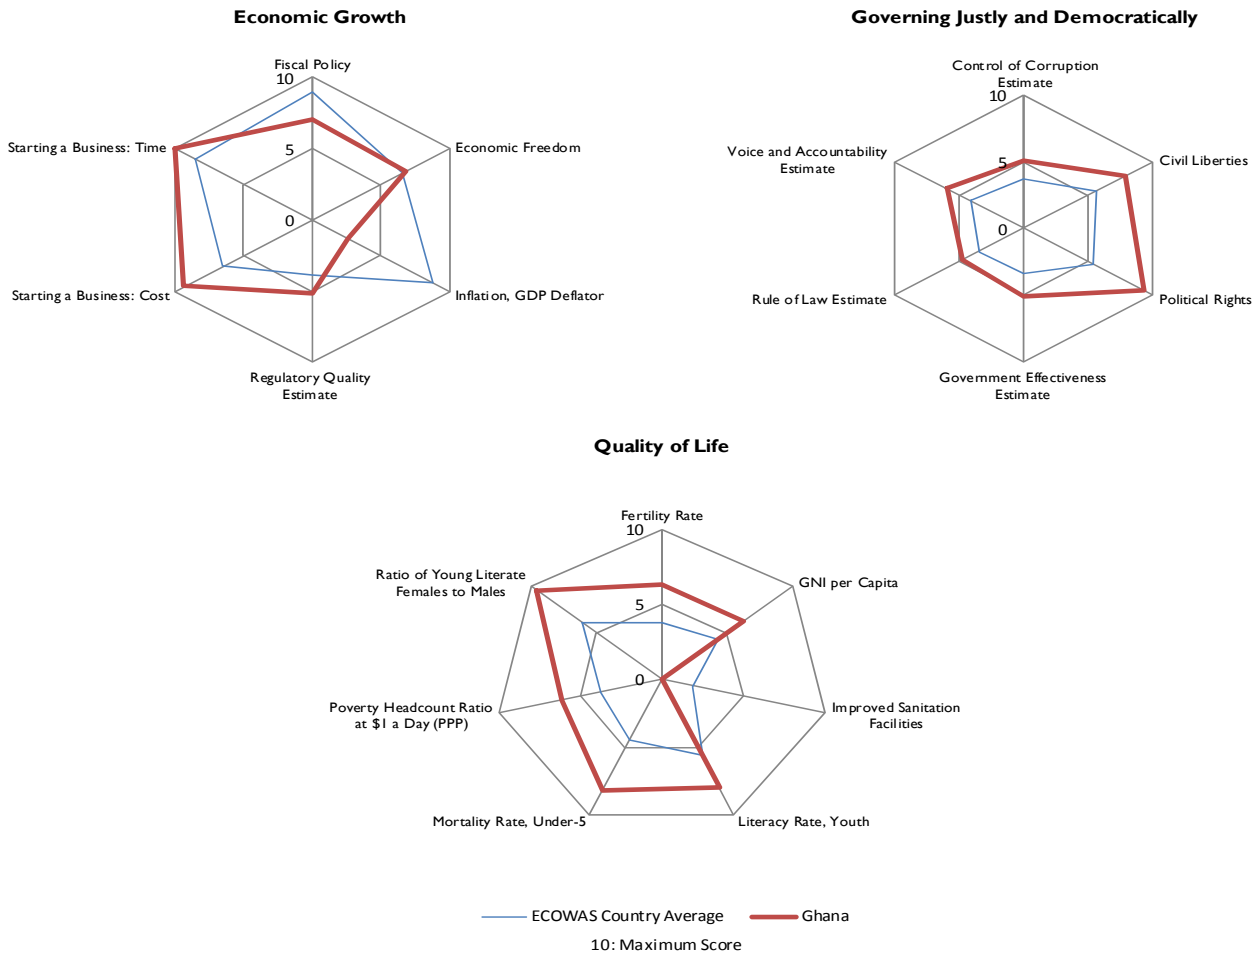 Economic Growth
Fiscal Policy
10
Starting a Business: Time
Economic Freedom
5
0
Starting a Business: Cost
Inflation, GDP Deflator
Regulatory Quality
Estimate
Governing Justly and Democratically
Control of Corruption
Estimate
10
Voice and Accountability
Estimate
Civil Liberties
5
0
Rule of Law Estimate
Political Rights
Government Effectiveness
Estimate
Quality of Life
Fertility Rate
10
Ratio of Young Literate
Females to Males
GNI per Capita
5
0
Poverty Headcount Ratio
at $1 a Day (PPP)
Improved Sanitation
Facilities
Mortality Rate, Under-5
Literacy Rate, Youth
ECOWAS Country Average
Ghana
10: Maximum Score